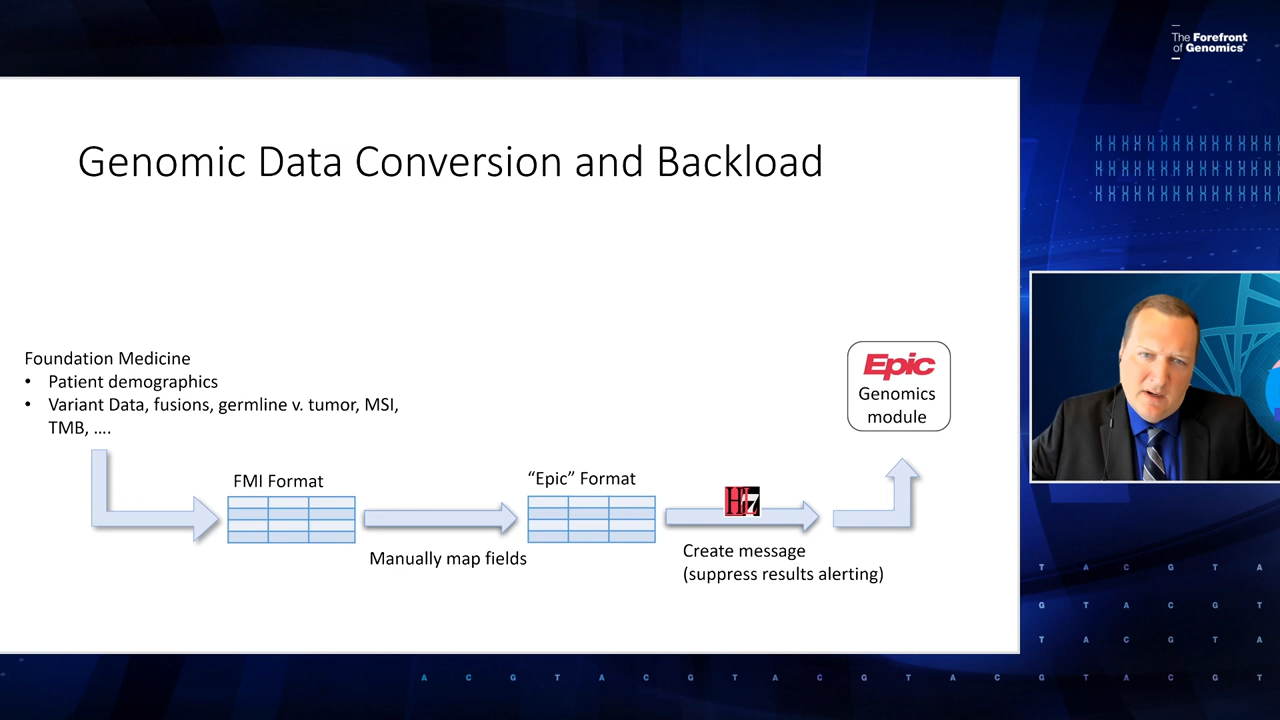 The Forefront
of Genomics
Genomic Data Conversion and Backload
Foundation Medicine
• Patient demographics
• Variant Data, fusions, germline v. tumor, MSI,
TMB, ....
FMI Format
Manually map fields
“Epic” Format
HL7
Create message
(suppress results alerting)
Epic
Genomics
module
T A C G T A
G T A C G T
T A C G T A
A C G T A C G T A C G T A C G T A C G T